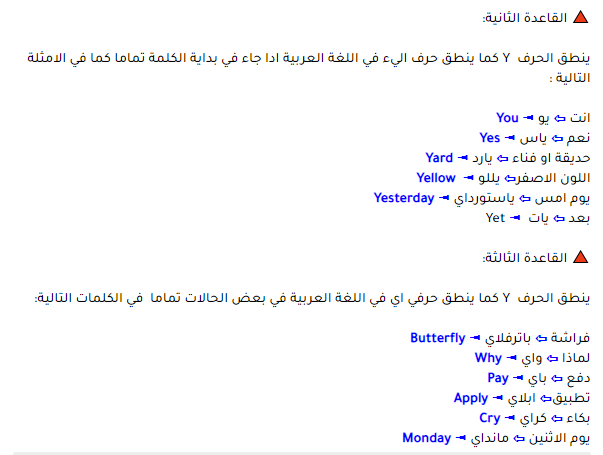 🔺 القاعدة الثانية:
ينطق الحرف Y كما ينطق حرف اليء في اللغة العربية ادا جاء في بداية الكلمة تماما كما في الامثلة
التالية :
انت ⇦ يو ◄ You
نعم ⇦ ياس ◄ Yes
حديقة او فناء ⇦ يارد ◄ Yard
اللون الاصفر⇦ يللو ◄ Yellow
يوم امس ⇦ ياستورداي ◄ Yesterday
بعد ⇦ يات ◄ Yet
🔺 القاعدة الثالثة:
ينطق الحرف Y كما ينطق حرفي اي في اللغة العربية في بعض الحالات تماما في الكلمات التالية:
فراشة ⇦ باترفلاي ◄ Butterfly
لماذا ⇦ واي ◄ Why
دفع ⇦ باي ◄ Pay
تطبيق⇦ ابلاي ◄ Apply
بكاء ⇦ كراي ◄ Cry
يوم الاثنين ⇦ مانداي ◄ Monday